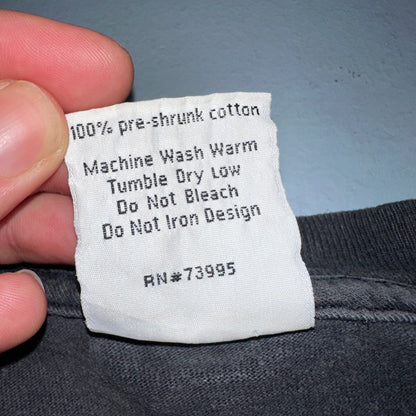 100% pre-shrunk cotton
Machine Wash Warm
Tumble Dry Low
Do Not Bleach
Do Not Iron Design
RN#73995